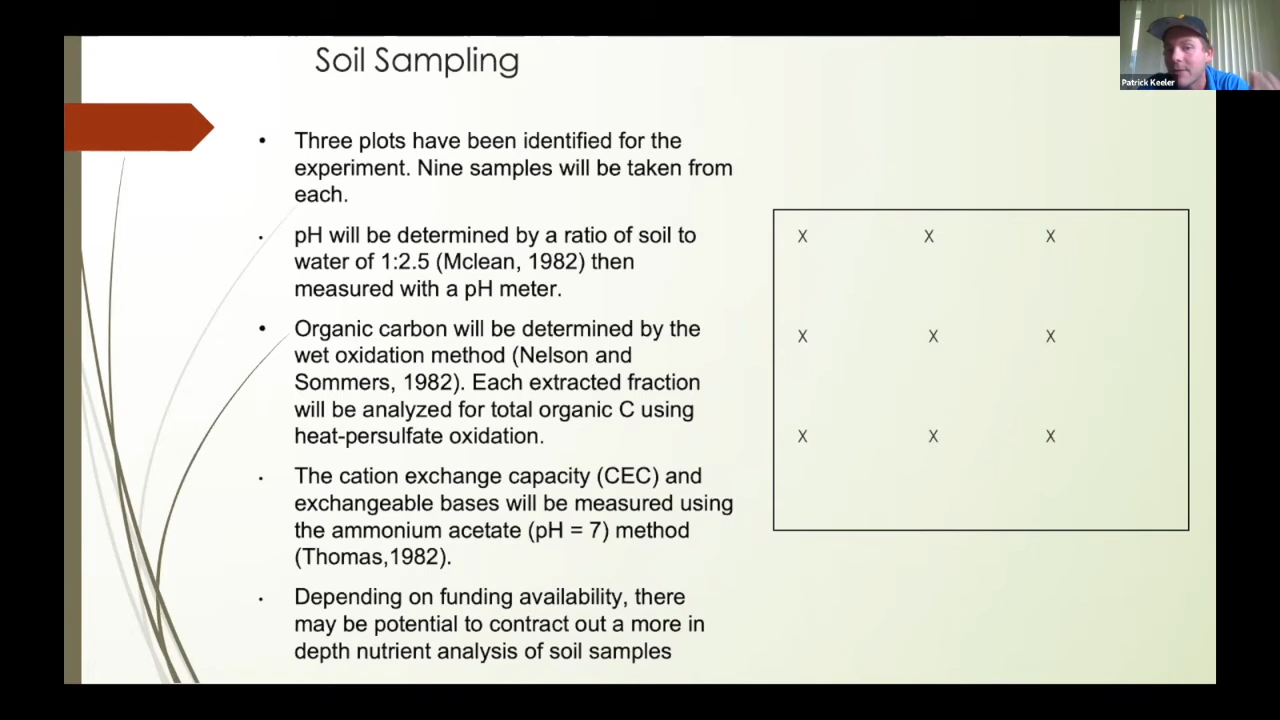 Soil Sampling
Patrick Keeler
• Three plots have been identified for the
experiment. Nine samples will be taken from
each.
• pH will be determined by a ratio of soil to
water of 1:2.5 (Mclean, 1982) then
measured with a pH meter.
• Organic carbon will be determined by the
wet oxidation method (Nelson and
Sommers, 1982). Each extracted fraction
will be analyzed for total organic C using
heat-persulfate oxidation.
• The cation exchange capacity (CEC) and
exchangeable bases will be measured using
the ammonium acetate (pH = 7) method
(Thomas,1982).
• Depending on funding availability, there
may be potential to contract out a more in
depth nutrient analysis of soil samples
X X X
X X X
X X X